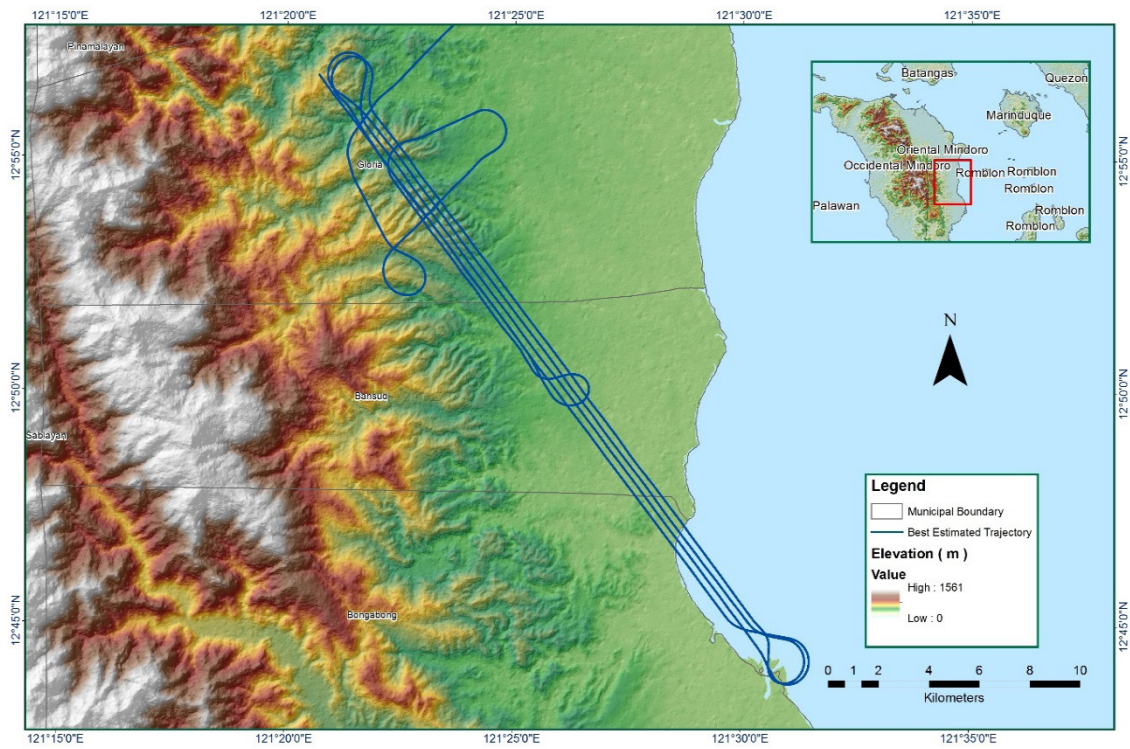 121°15'0"E
121°20'0"E
121°25'0"E
121°30'0"E
121°35'0"E
Pinamalayan
Batangas
Quezon
Marinduque
Oriental Mindoro
Occidental Mindoro
Romblon
Romblon
Romblon
Palawan
Romblon
Romblon
12°55'0"N
12°55'0"N
Gloria
N
12°50'0"N
12°50'0"N
Bansud
Sablayan
Legend
Municipal Boundary
Best Estimated Trajectory
Elevation ( m )
Value
High : 1561
Low : 0
12°45'0"N
12°45'0"N
Bongabong
0 1 2 4 6 8 10
Kilometers
121°15'0"E
121°20'0"E
121°25'0"E
121°30'0"E
121°35'0"E